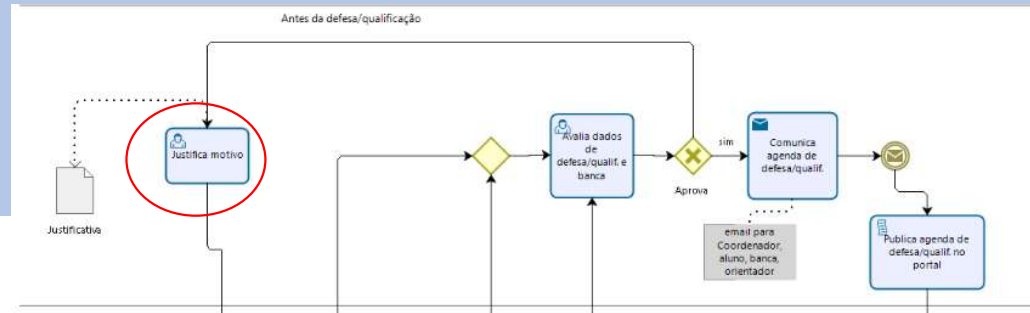 Antes da defesa/qualificação
Justifica motivo
Justificativa
Avalia dados
de
defesa/qualif. e
banca
Aprova
sim
Comunica
agenda de
defesa/qualif.
email para
Coordenador,
aluno, banca,
orientador
Publica agenda de
defesa/qualif. no
portal